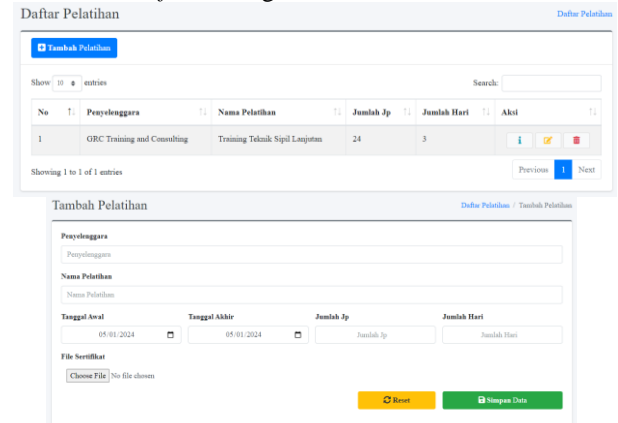 Daftar Pelatihan Daftar Pelatihan
Tambah Pelatihan
Show 10 entries Search:
No Penyelenggara Nama Pelatihan Jumlah Jp Jumlah Hari Aksi
1 GRC Training and Consulting Training Teknik Sipil Lanjutan 24 3
Showing 1 to 1 of 1 entries Previous 1 Next
Tambah Pelatihan Daftar Pelatihan / Tambah Pelatihan
Penyelenggara
Penyelenggara
Nama Pelatihan
Nama Pelatihan
Tanggal Awal Tanggal Akhir Jumlah Jp Jumlah Hari
05/01/2024 05/01/2024 Jumlah Jp Jumlah Hari
File Sertifikat
Choose File No file chosen
Reset Simpan Data